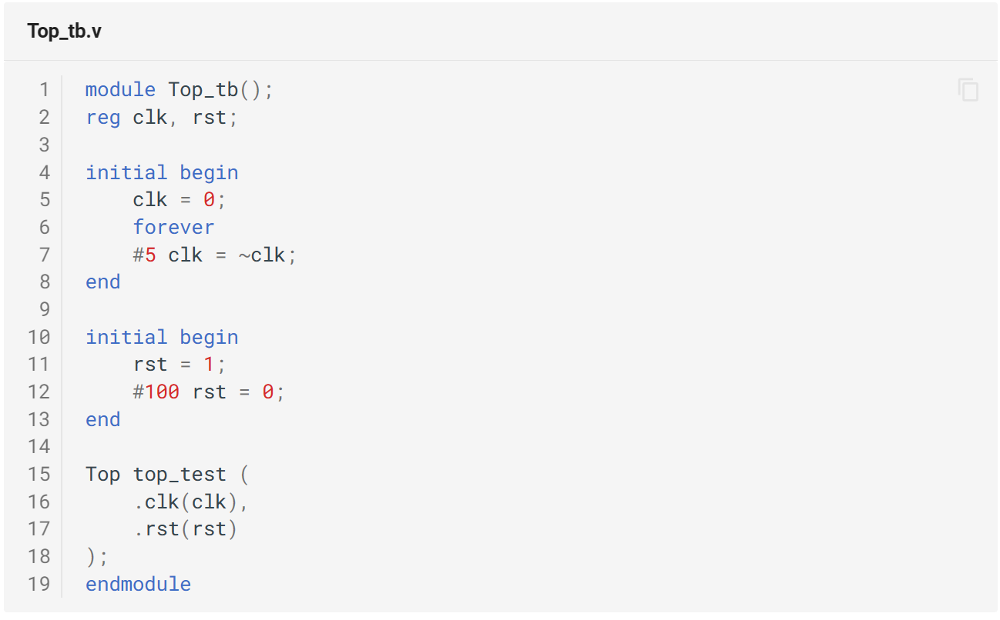 Top_tb.v
1 module Top_tb();
2 reg clk, rst;
3
4 initial begin
5     clk = 0;
6     forever
7     #5 clk = ~clk;
8 end
9
10 initial begin
11     rst = 1;
12     #100 rst = 0;
13 end
14
15 Top top_test (
16     .clk(clk),
17     .rst(rst)
18 );
19 endmodule